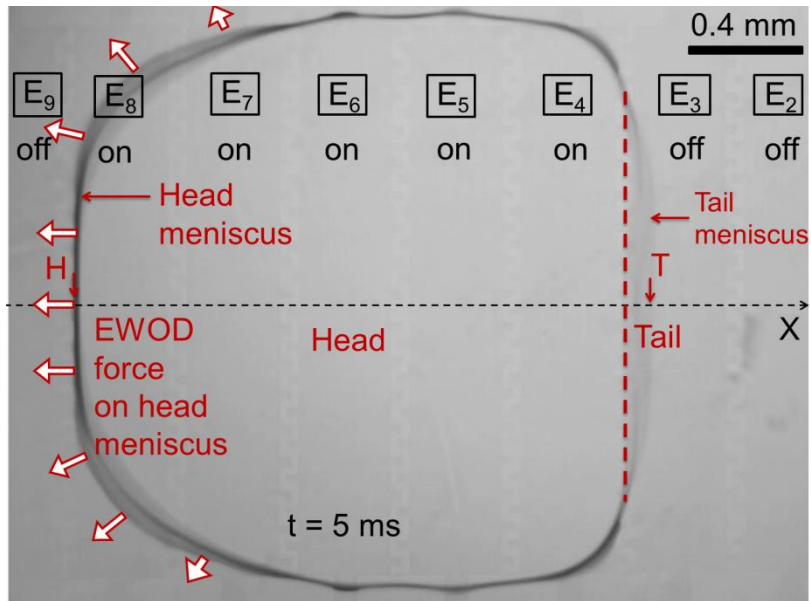 0.4 mm
E₉ E₈ E₇ E₆ E₅ E₄ E₃ E₂
off on on on on on off off
Head
meniscus
Tail
meniscus
H
T
X
EWOD
force
on head
meniscus
Head
Tail
t = 5 ms